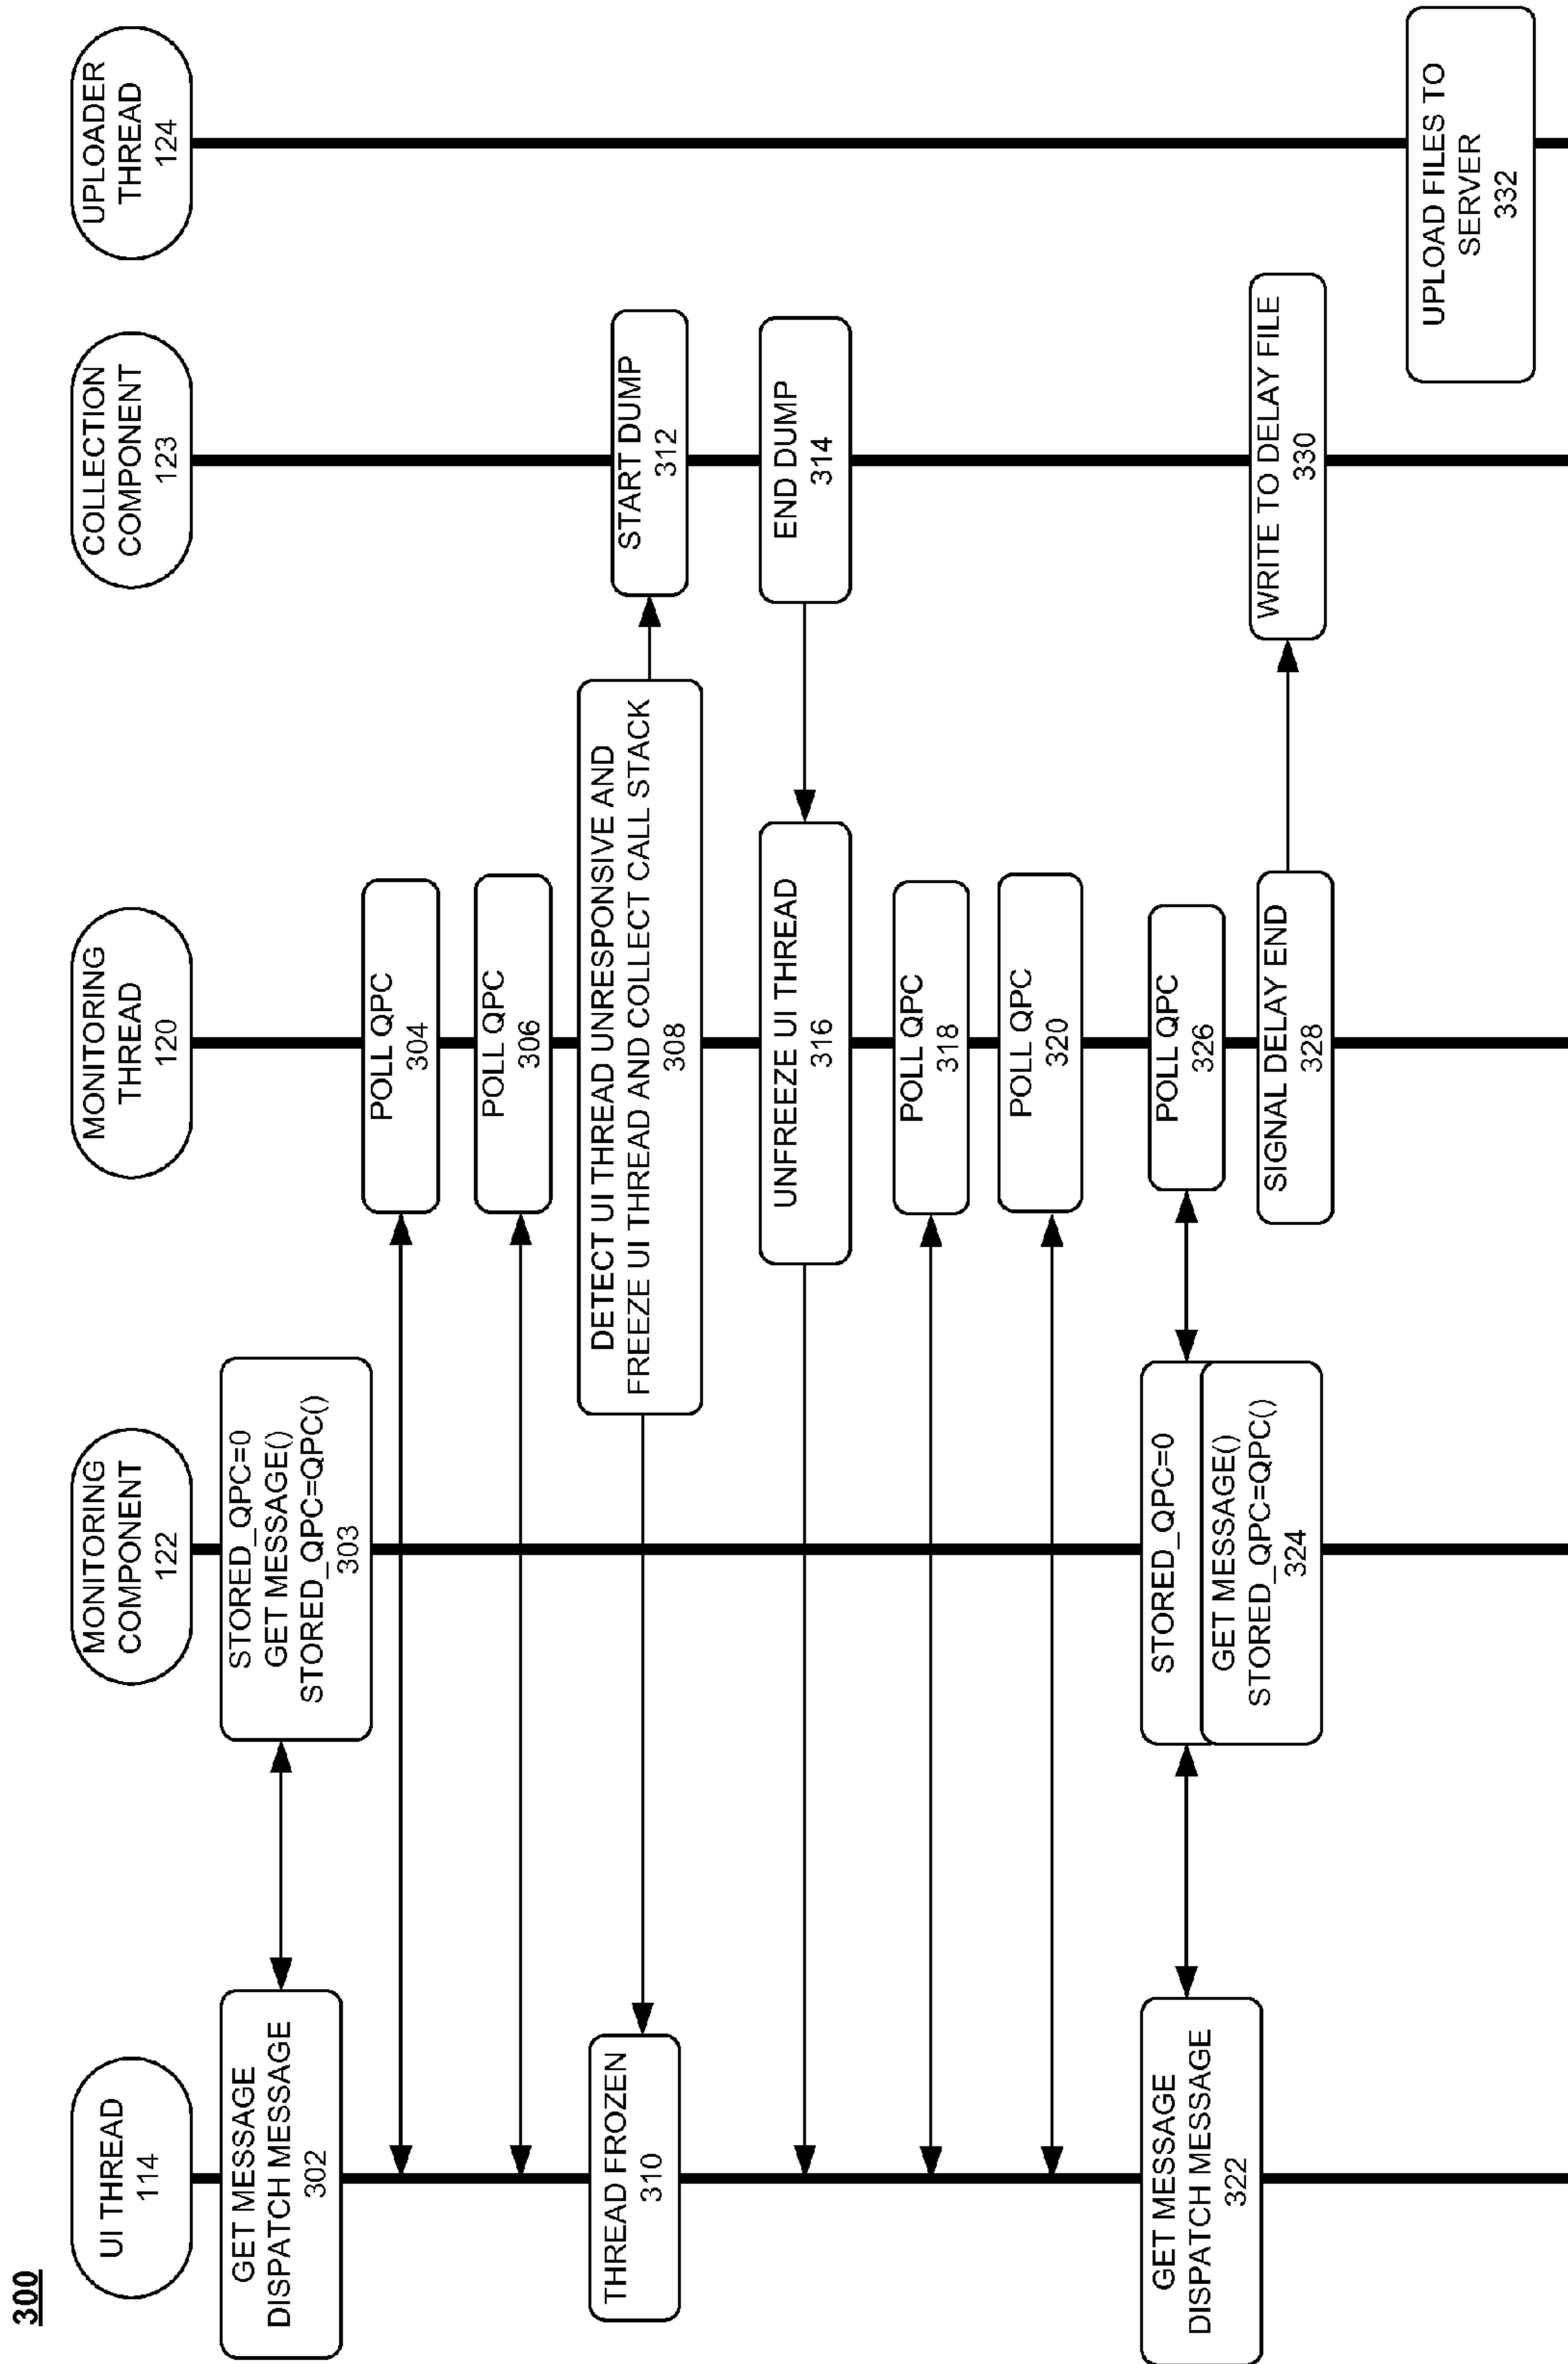 300
UI THREAD
114
MONITORING
COMPONENT
122
MONITORING
THREAD
120
COLLECTION
COMPONENT
123
UPLOADER
THREAD
124
GET MESSAGE
DISPATCH MESSAGE
302
STORED_QPC=0
GET MESSAGE()
STORED_QPC=QPC()
303
POLL QPC
304
POLL QPC
306
DETECT UI THREAD UNRESPONSIVE AND
FREEZE UI THREAD AND COLLECT CALL STACK
308
THREAD FROZEN
310
START DUMP
312
END DUMP
314
UNFREEZE UI THREAD
316
POLL QPC
318
POLL QPC
320
GET MESSAGE
DISPATCH MESSAGE
322
STORED_QPC=0
GET MESSAGE()
STORED_QPC=QPC()
324
POLL QPC
326
SIGNAL DELAY END
328
WRITE TO DELAY FILE
330
UPLOAD FILES TO
SERVER
332